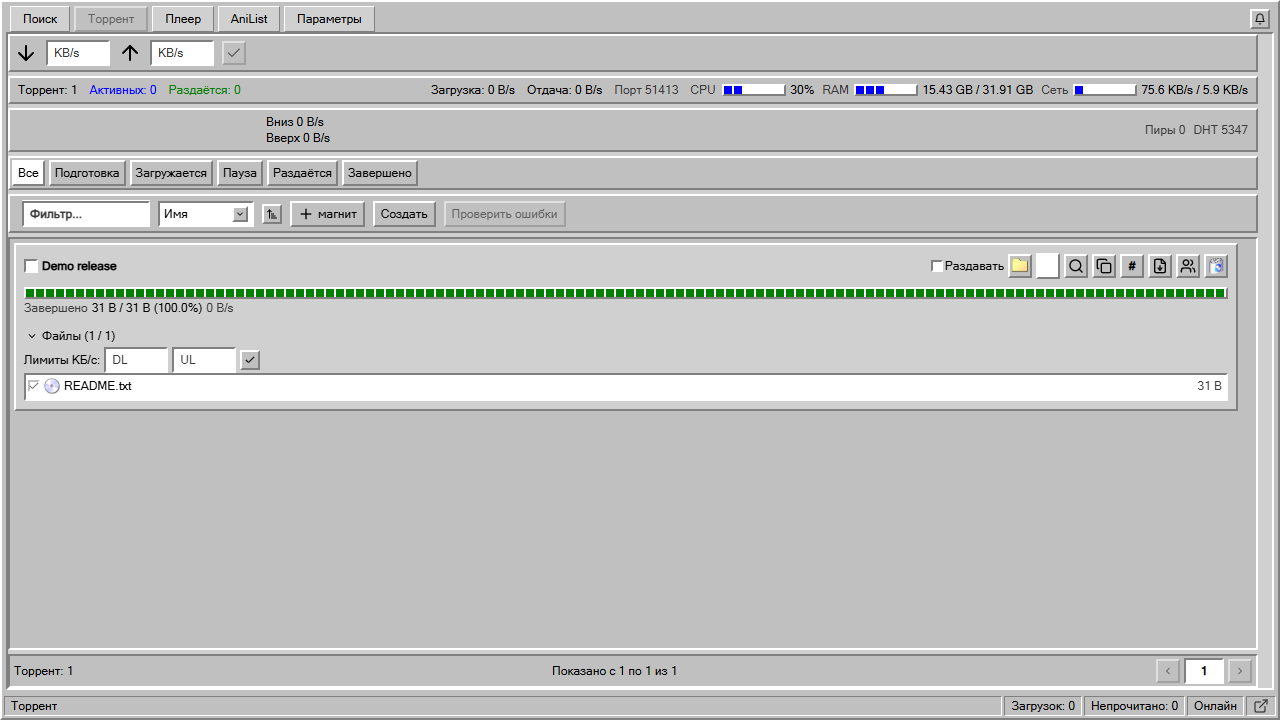 Поиск Торрент Плеер AniList Параметры
KB/s KB/s
Торрент: 1 Активных: 0 Раздаётся: 0 Загрузка: 0 B/s Отдача: 0 B/s Порт 51413 CPU 30% RAM 15.43 GB / 31.91 GB Сеть 75.6 KB/s / 5.9 KB/s
Вниз 0 B/s
Вверх 0 B/s
Пиры 0 DHT 5347
Все Подготовка Загружается Пауза Раздаётся Завершено
Фильтр... Имя магнит Создать Проверить ошибки
Demo release Раздавать #
Завершено 31 B / 31 B (100.0%) 0 B/s
Файлы (1 / 1)
Лимиты КБ/с: DL UL
README.txt 31 B
Торрент: 1 Показано с 1 по 1 из 1 1
Торрент Загрузок: 0 Непрочитано: 0 Онлайн